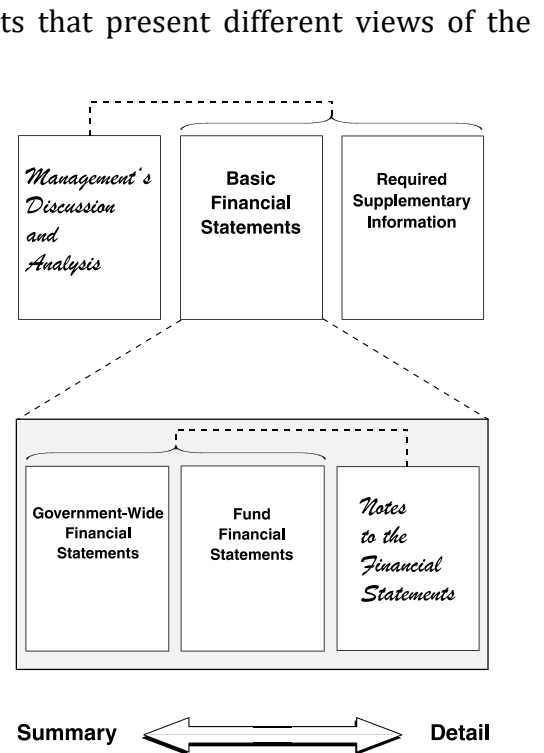 ts that present different views of the
Management's
Discussion
and
Analysis
Basic
Financial
Statements
Required
Supplementary
Information
Government-Wide
Financial
Statements
Fund
Financial
Statements
Notes
to the
Financial
Statements
Summary
Detail